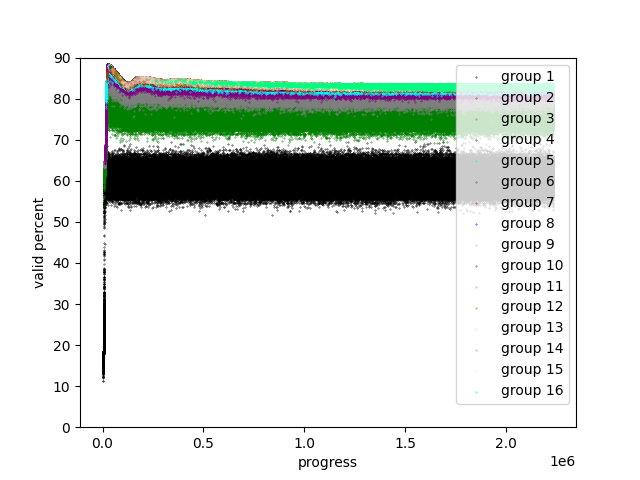 90
80
70
60
50
40
30
20
10
0
valid percent
0.0 0.5 1.0 1.5 2.0
1e6
progress
group 1
group 2
group 3
group 4
group 5
group 6
group 7
group 8
group 9
group 10
group 11
group 12
group 13
group 14
group 15
group 16